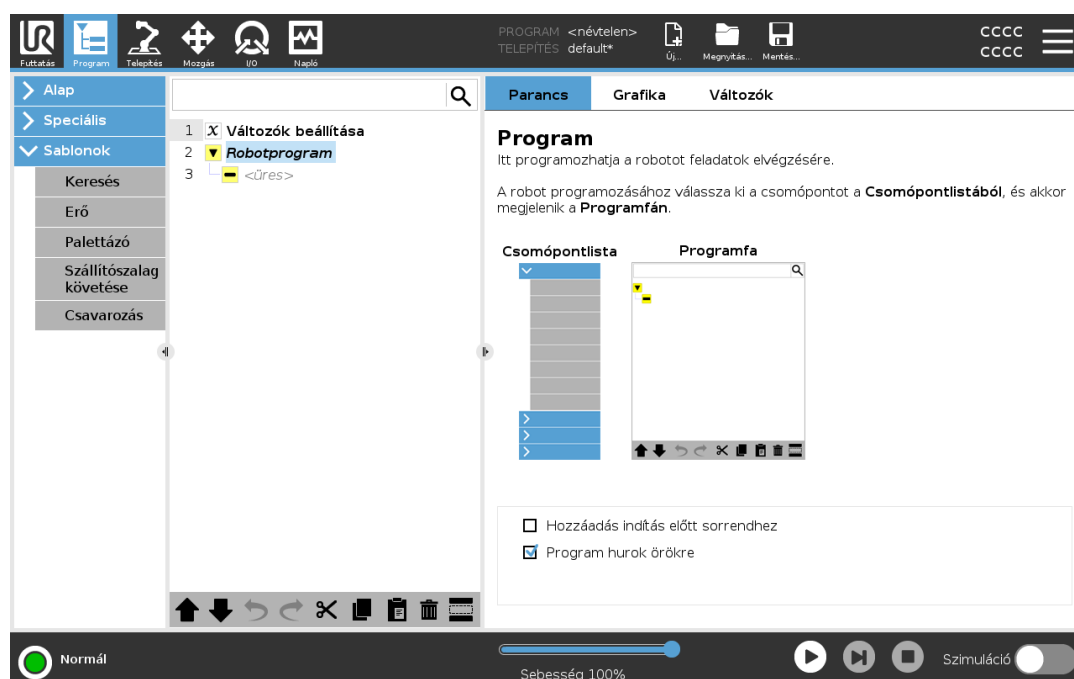 UR
Futtatás
Program
Telepítés
Mozgás
I/O
Napló
PROGRAM <névtelen>
TELEPÍTÉS default*
Új...
Megnyitás...
Mentés...
CCCC
CCCC
Alap
Speciális
Sablonok
Keresés
Erő
Palettázó
Szállítószalag
követése
Csavarozás
1 X Változók beállítása
2 Robotprogram
3 <üres>
Parancs Grafika Változók
Program
Itt programozhatja a robotot feladatok elvégzésére.
A robot programozásához válassza ki a csomópontot a Csomópontlistából, és akkor
megjelenik a Programfán.
Csomópontlista Programfa
Hozzáadás indítás előtt sorrendhez
Program hurok örökre
Normál
Sebesség 100%
Szimuláció